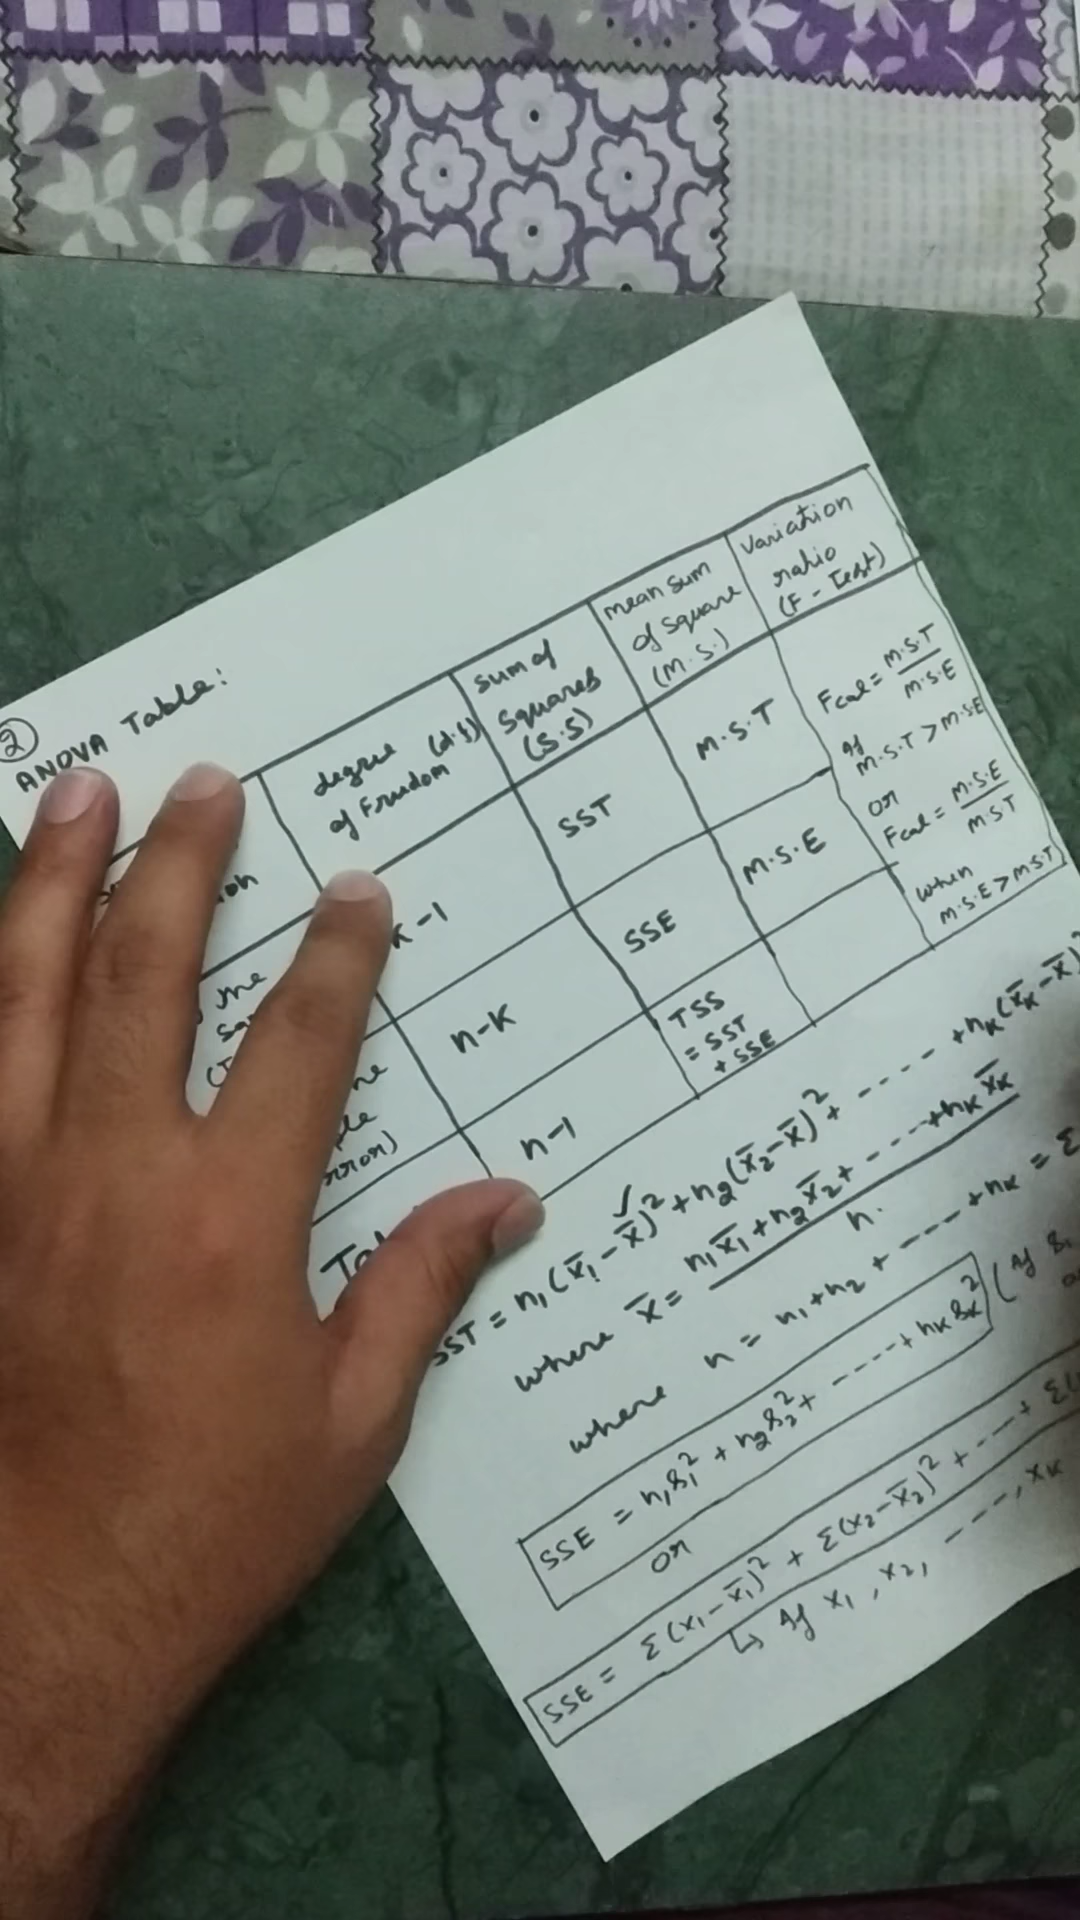 ②
ANOVA Table:
degree (d.f)
of Freedom
Sum of
Squares
(S.S)
mean sum
of square
(M.S.)
Variation
ratio
(F - Test)
K-1
SST
M.S.T
Fcal = M.S.T / M.S.E
If
M.S.T > M.S.E
or
Fcal = M.S.E / M.S.T
When
M.S.E > M.S.T
n-K
SSE
M.S.E
n-1
TSS
= SST
+ SSE
SST = n₁(x̄₁ - x̄)² + n₂(x̄₂ - x̄)² + ---- + nₖ(x̄ₖ - x̄)²
where x̄ = n₁x̄₁ + n₂x̄₂ + ---- + nₖx̄ₖ / n.
where n = n₁ + n₂ + ---- + nₖ = Σ
SSE = n₁s₁² + n₂s₂² + ---- + nₖsₖ² (If s₁
or
SSE = Σ(x₁ - x̄₁)² + Σ(x₂ - x̄₂)² + ---- + Σ(
↳ If x₁, x₂, ----, xₖ